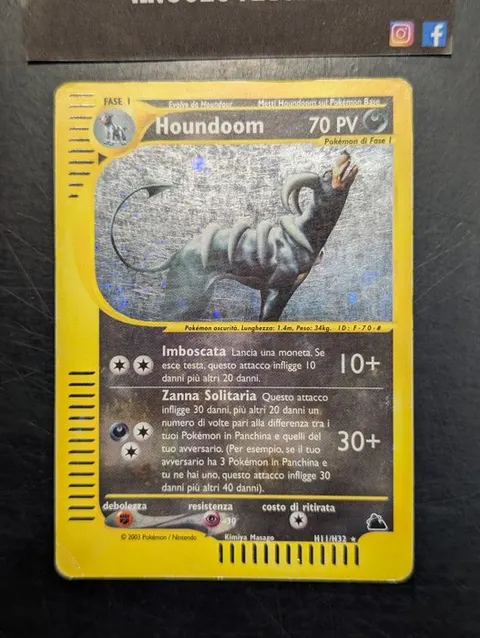 FASE 1
Evolve da Houndour
Metti Houndoom sul Pokémon Base
Houndoom
70 PV
Pokémon di Fase 1
Pokémon oscurità. Lunghezza: 1.4m, Peso: 34kg. ID: F-70-#
Imboscata Lancia una moneta. Se
esce testa, questo attacco infligge 10
danni più altri 20 danni.
10+
Zanna Solitaria Questo attacco
infligge 30 danni, più altri 20 danni un
numero di volte pari alla differenza tra i
tuoi Pokémon in Panchina e quelli del
tuo avversario. (Per esempio, se il tuo
avversario ha 3 Pokémon in Panchina e
tu ne hai uno, questo attacco infligge 30
danni più altri 40 danni).
30+
debolezza
resistenza
costo di ritirata
-30
© 2003 Pokémon / Nintendo
Kimiya Masago
H11/H32 ★